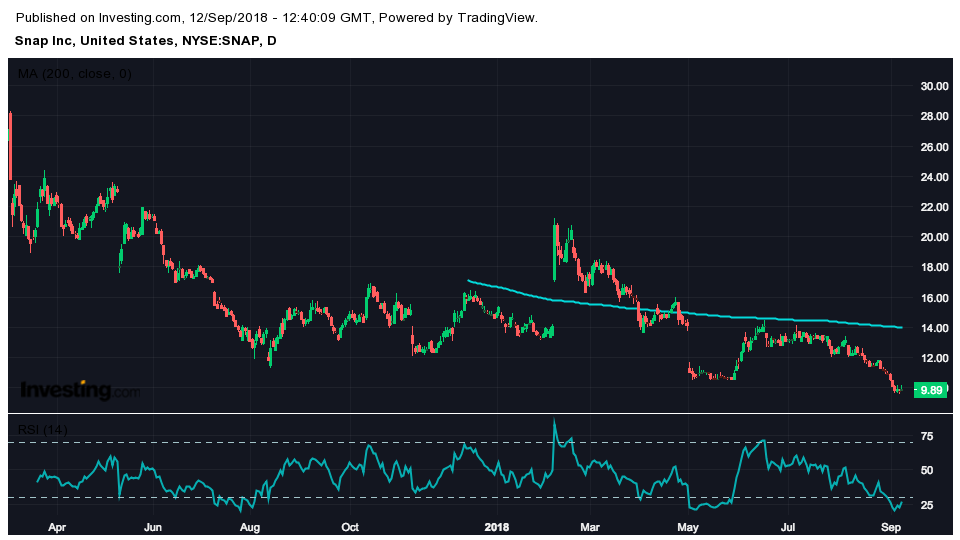 Published on Investing.com, 12/Sep/2018 - 12:40:09 GMT, Powered by TradingView.
Snap Inc, United States, NYSE:SNAP, D
MA (200, close, 0)
30.00
28.00
26.00
24.00
22.00
20.00
18.00
16.00
14.00
12.00
9.89
Investing.com
RSI (14)
75
50
25
Apr
Jun
Aug
Oct
2018
Mar
May
Jul
Sep